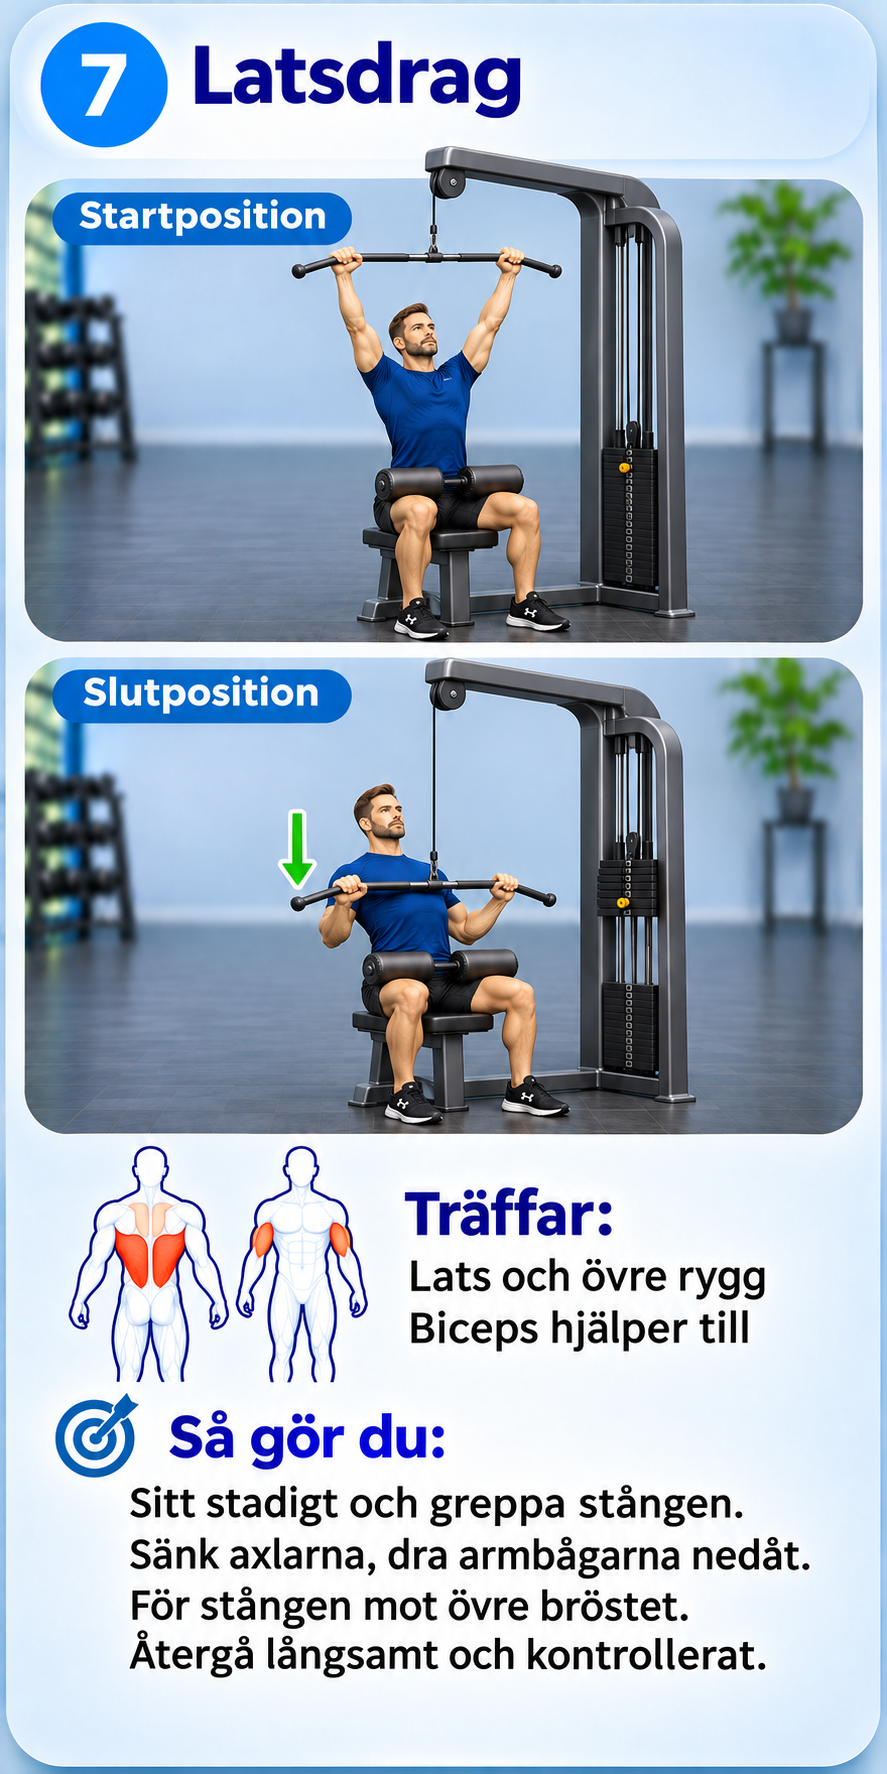 7 Latsdrag
Startposition
Slutposition
Träffar:
Lats och övre rygg
Biceps hjälper till
Så gör du:
Sitt stadigt och greppa stången.
Sänk axlarna, dra armbågarna nedåt.
För stången mot övre bröstet.
Återgå långsamt och kontrollerat.